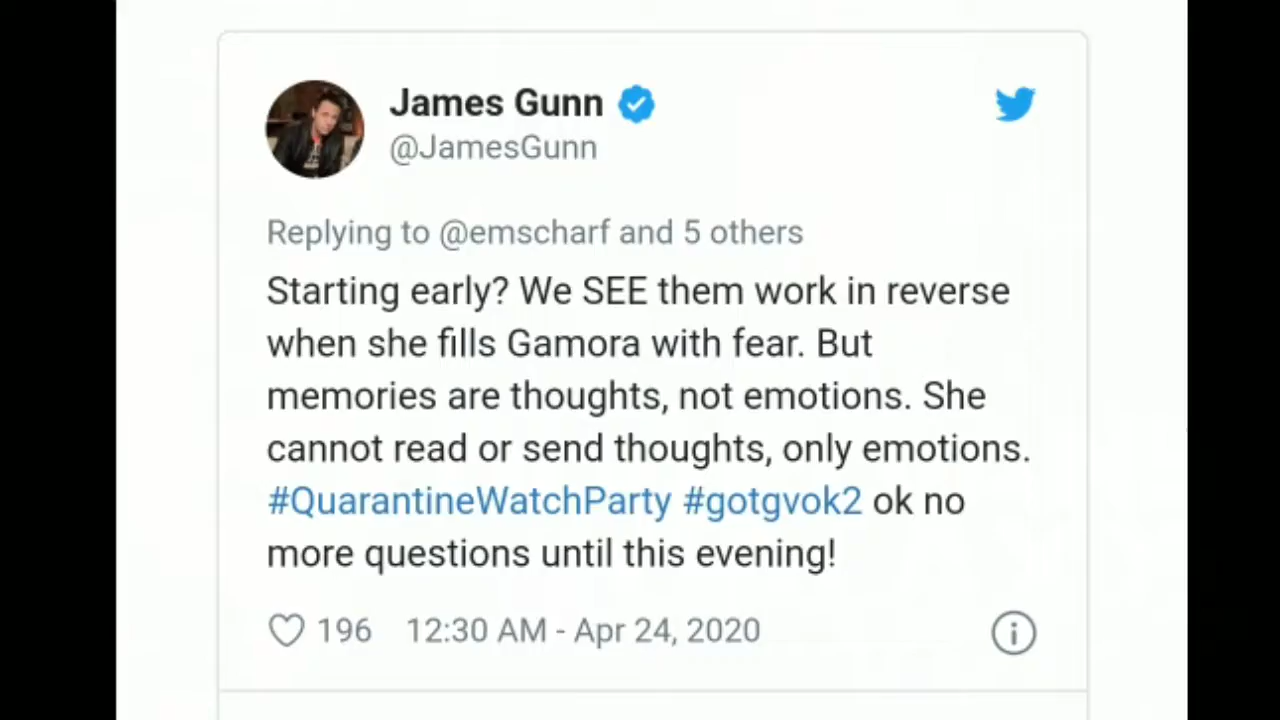 James Gunn
@JamesGunn
Replying to @emscharf and 5 others
Starting early? We SEE them work in reverse
when she fills Gamora with fear. But
memories are thoughts, not emotions. She
cannot read or send thoughts, only emotions.
#QuarantineWatchParty #gotgvok2 ok no
more questions until this evening!
196 12:30 AM - Apr 24, 2020